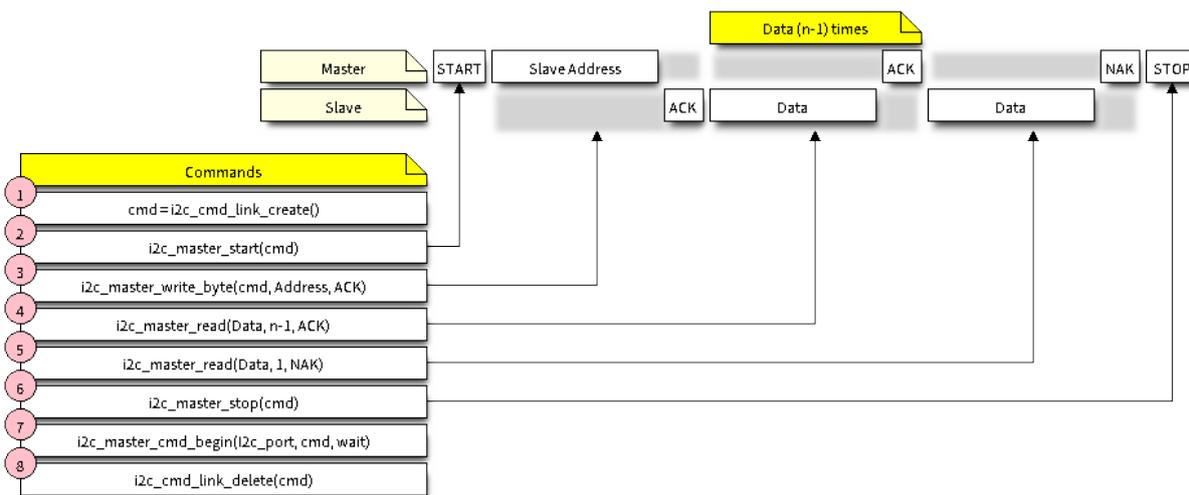 Data (n-1) times
Master START Slave Address ACK NAK STOP
Slave ACK Data Data
Commands
1 cmd=i2c_cmd_link_create()
2 i2c_master_start(cmd)
3 i2c_master_write_byte(cmd, Address, ACK)
4 i2c_master_read(Data, n-1, ACK)
5 i2c_master_read(Data, 1, NAK)
6 i2c_master_stop(cmd)
7 i2c_master_cmd_begin(I2c_port, cmd, wait)
8 i2c_cmd_link_delete(cmd)